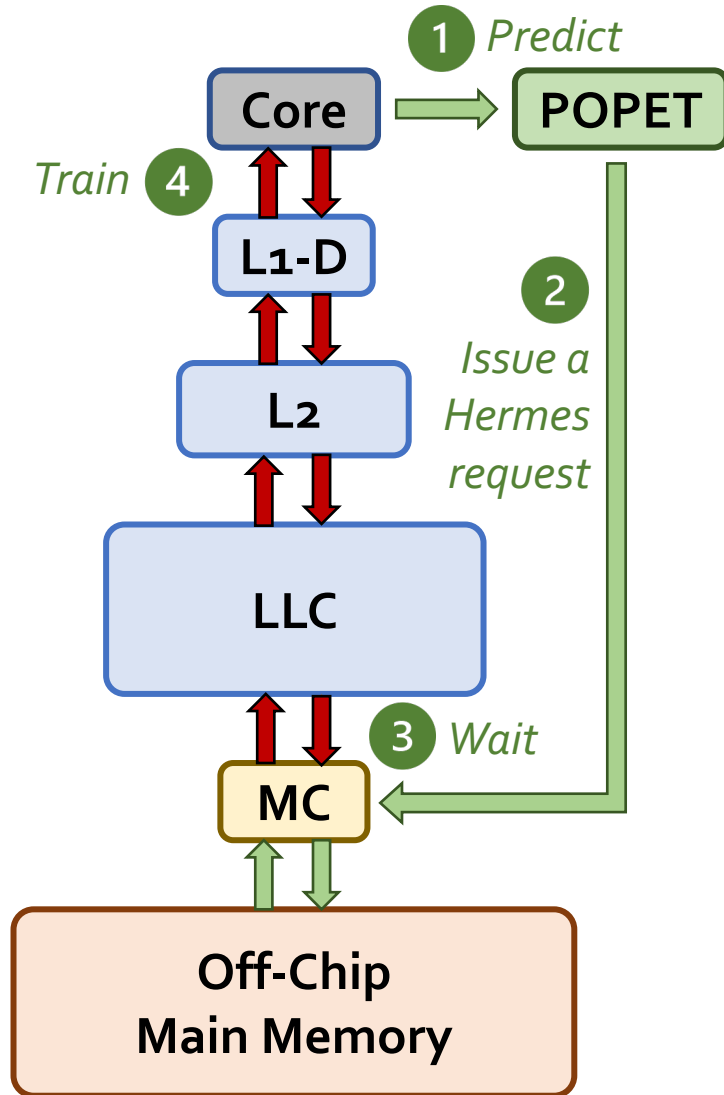 1 Predict
Core
POPET
Train 4
L1-D
2
Issue a
Hermes
request
L2
LLC
3 Wait
MC
Off-Chip
Main Memory